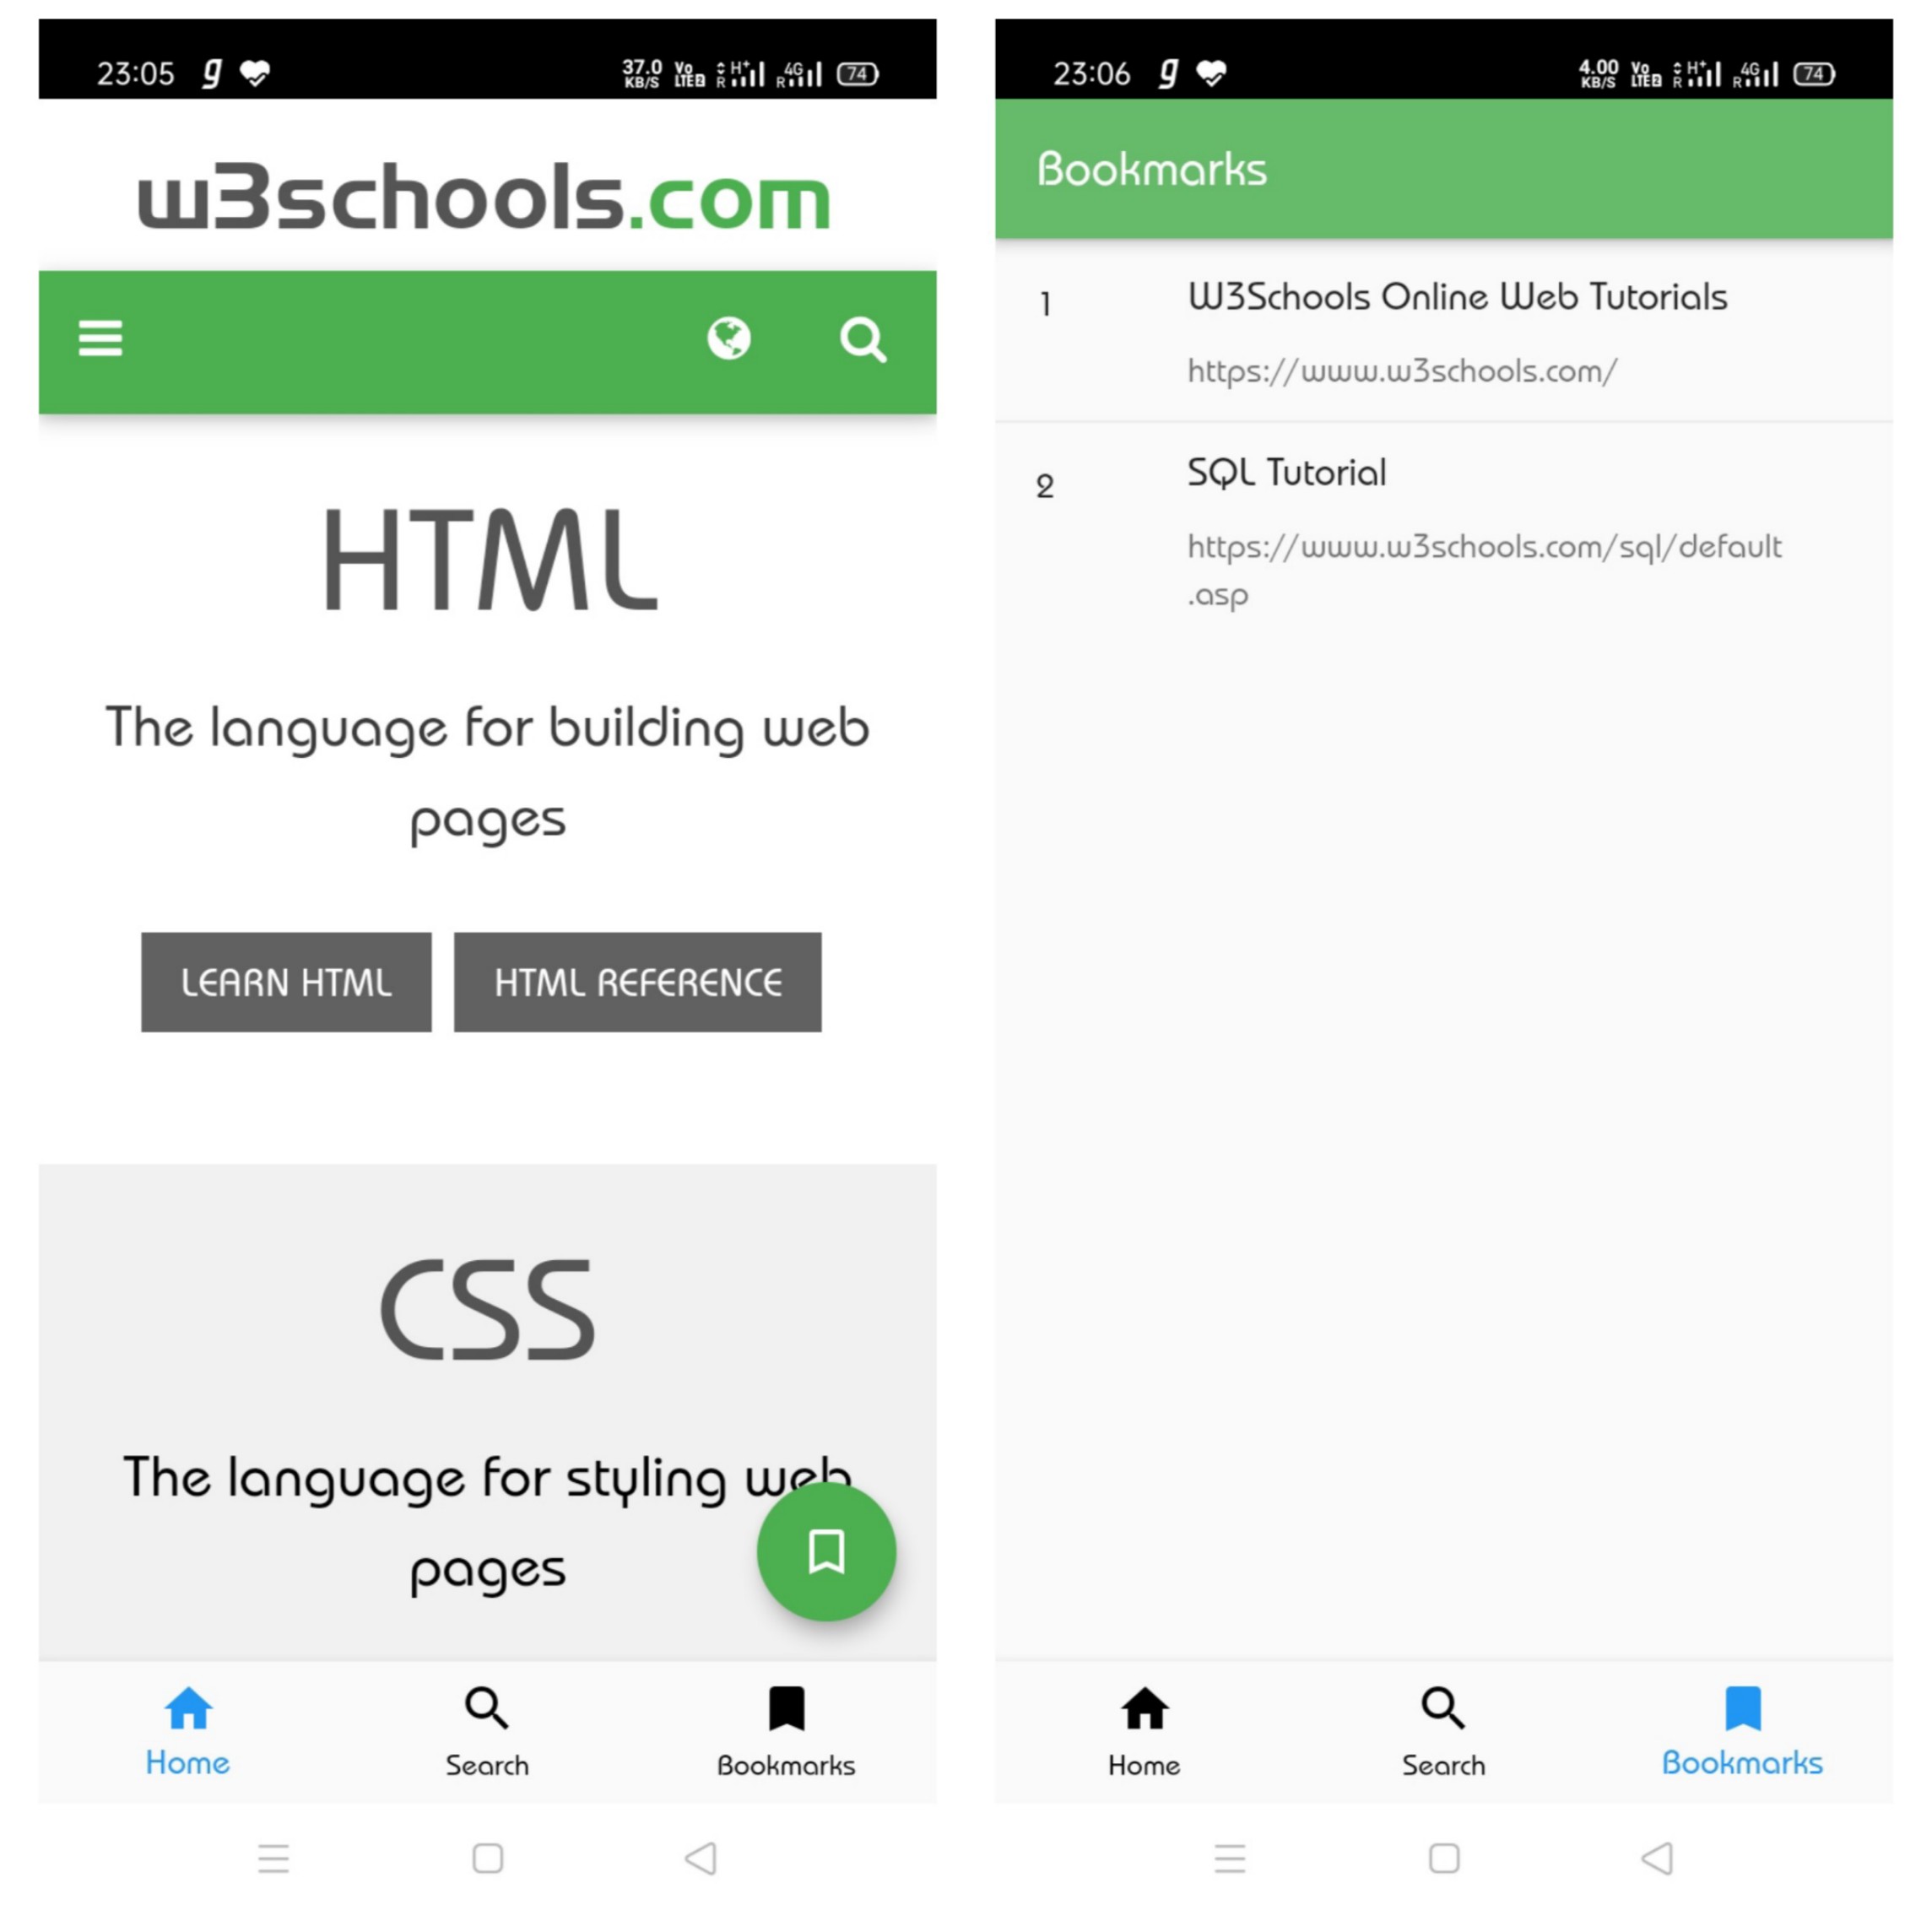 23:05 g 37.0 KB/S Vo LTE2 R H+ R 4G 74
w3schools.com
HTML
The language for building web
pages
LEARN HTML HTML REFERENCE
CSS
The language for styling web
pages
Home Search Bookmarks
23:06 g 4.00 KB/S Vo LTE2 R H+ R 4G 74
Bookmarks
1 W3Schools Online Web Tutorials
https://www.w3schools.com/
2 SQL Tutorial
https://www.w3schools.com/sql/default
.asp
Home Search Bookmarks